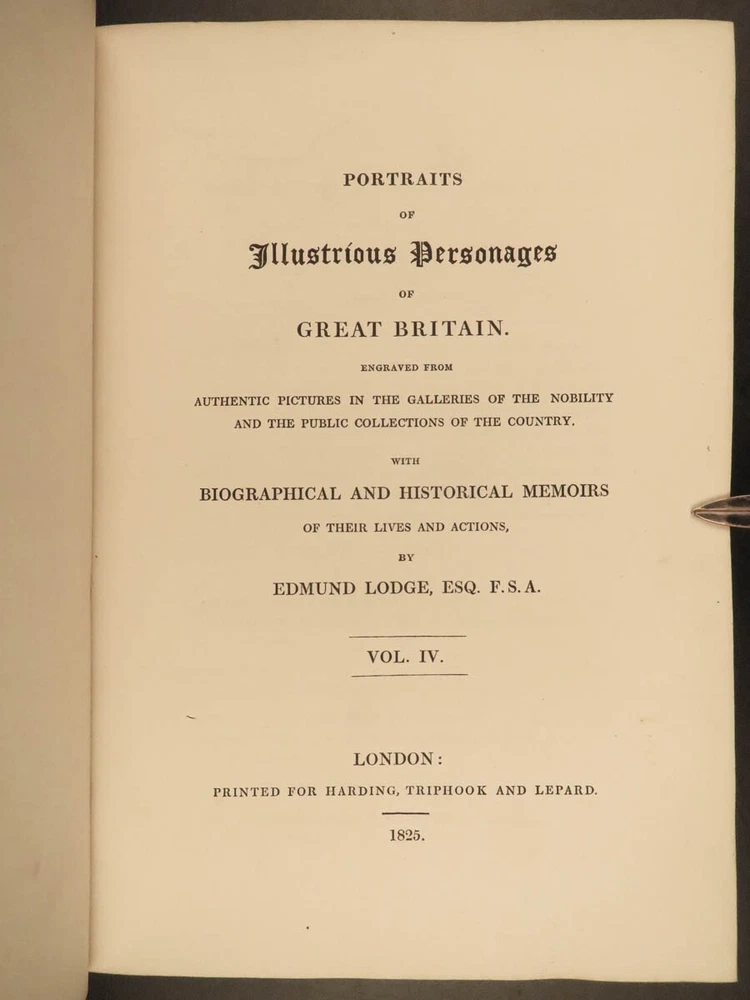 PORTRAITS
OF
Illustrious Personages
OF
GREAT BRITAIN.
ENGRAVED FROM
AUTHENTIC PICTURES IN THE GALLERIES OF THE NOBILITY
AND THE PUBLIC COLLECTIONS OF THE COUNTRY.
WITH
BIOGRAPHICAL AND HISTORICAL MEMOIRS
OF THEIR LIVES AND ACTIONS,
BY
EDMUND LODGE, ESQ. F. S. A.
VOL. IV.
LONDON:
PRINTED FOR HARDING, TRIPHOOK AND LEPARD.
1825.